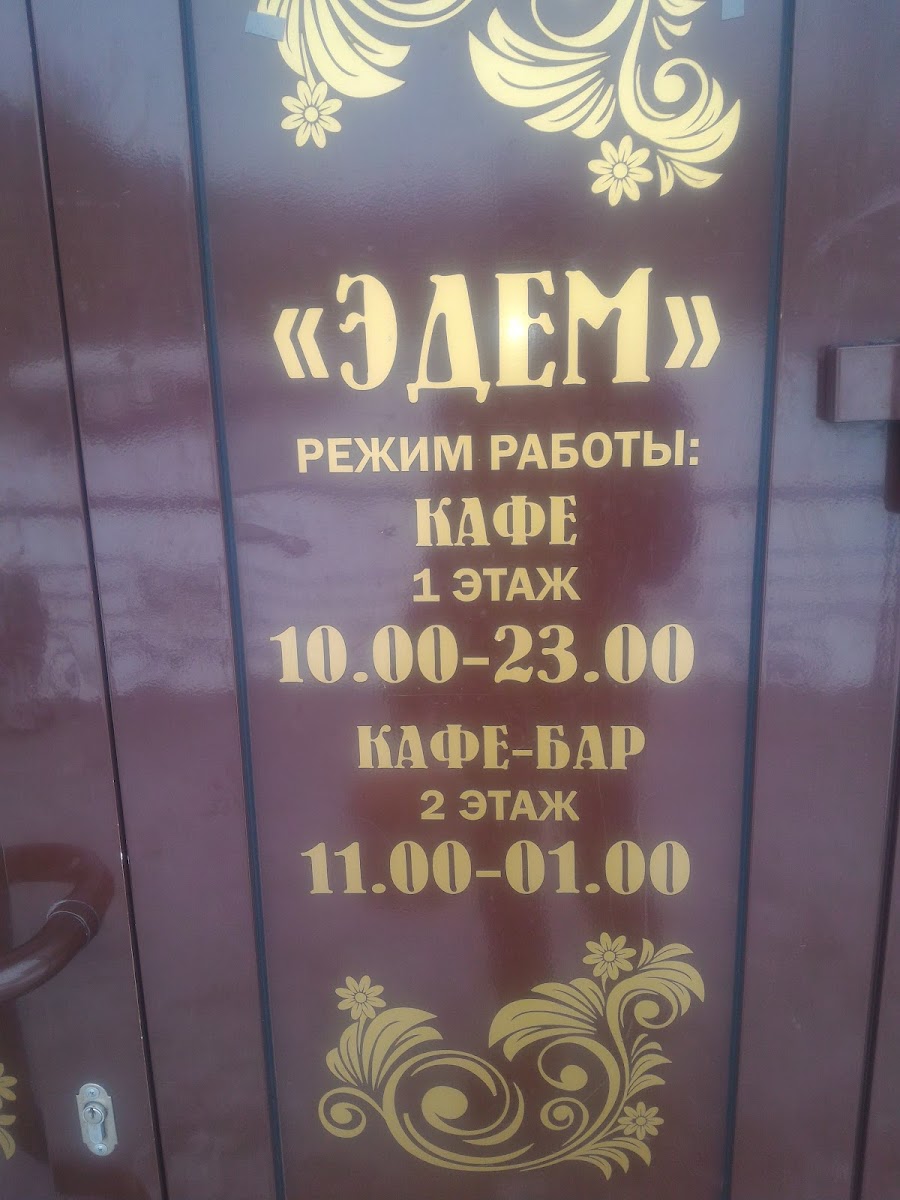 «ЭДЕМ»
РЕЖИМ РАБОТЫ:
КАФЕ
1 ЭТАЖ
10.00-23.00
КАФЕ-БАР
2 ЭТАЖ
11.00-01.00